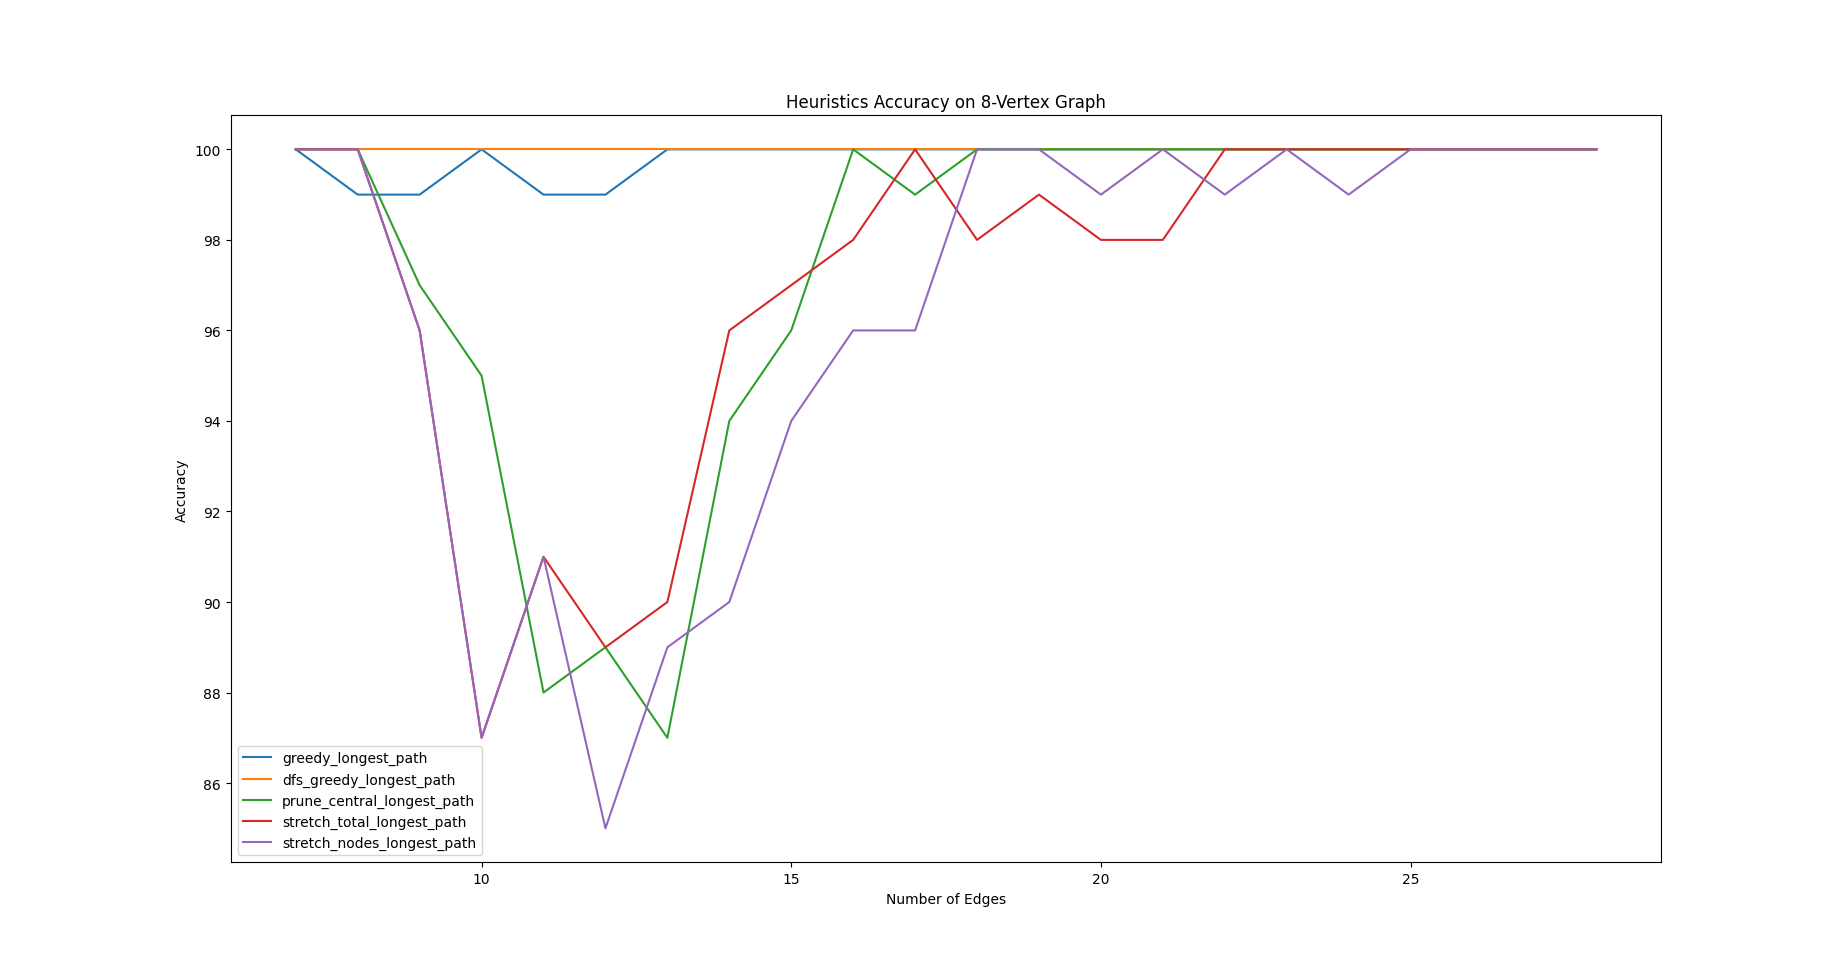 Heuristics Accuracy on 8-Vertex Graph
100
98
96
94
92
90
88
86
Accuracy
greedy_longest_path
dfs_greedy_longest_path
prune_central_longest_path
stretch_total_longest_path
stretch_nodes_longest_path
10 15 20 25
Number of Edges